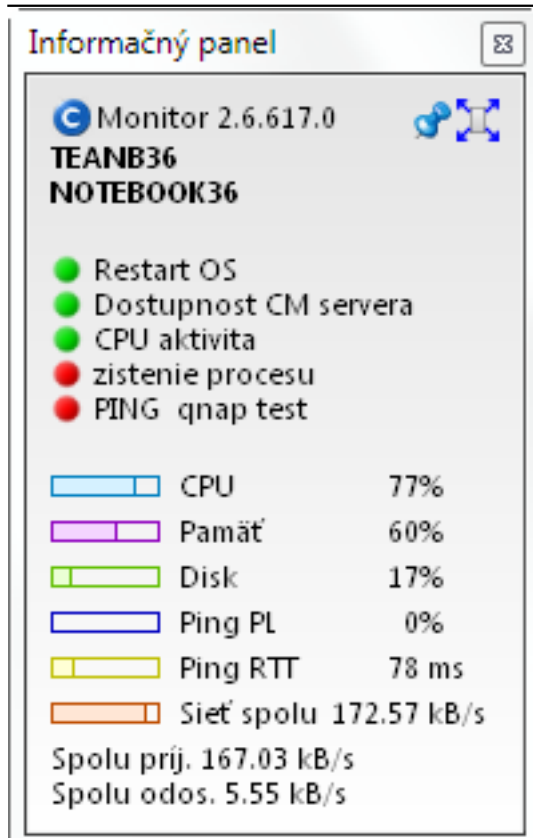 Informačný panel
Monitor 2.6.617.0
TEANB36
NOTEBOOK36
Restart OS
Dostupnost CM servera
CPU aktivita
zistenie procesu
PING qnap test
CPU 77%
Pamäť 60%
Disk 17%
Ping PL 0%
Ping RTT 78 ms
Sieť spolu 172.57 kB/s
Spolu príj. 167.03 kB/s
Spolu odos. 5.55 kB/s